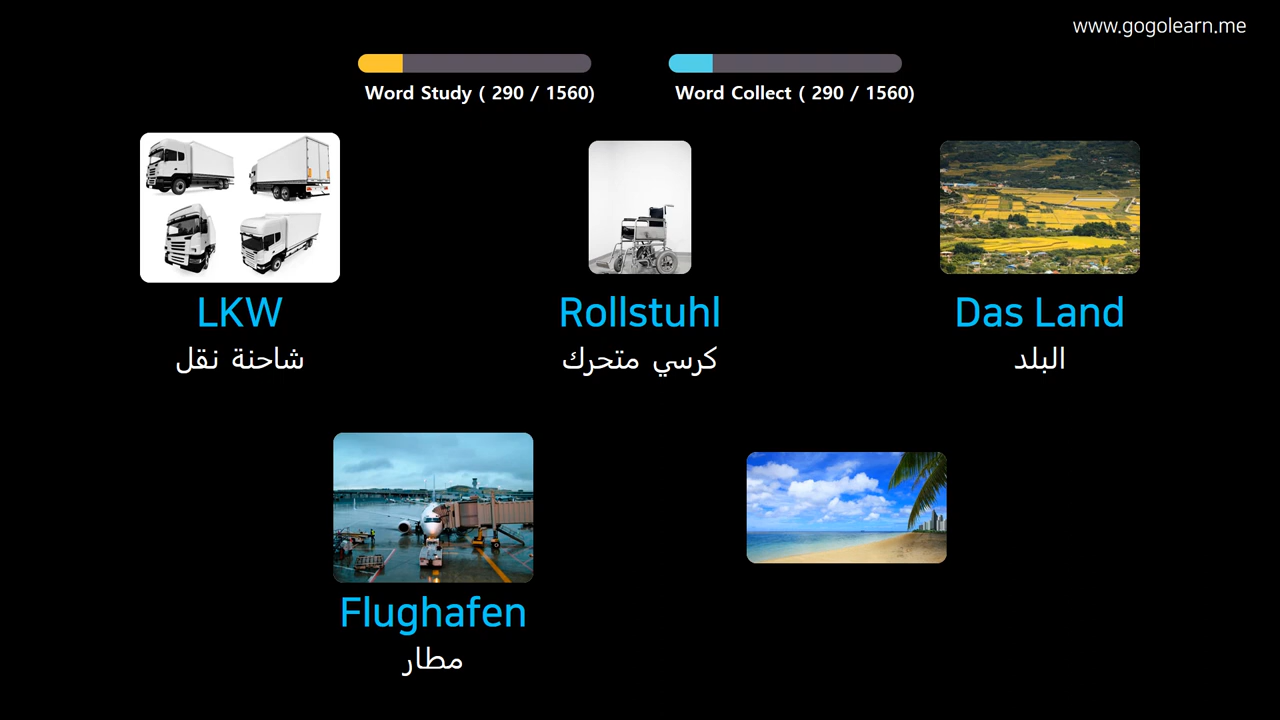 www.gogolearn.me
Word Study ( 290 / 1560)
Word Collect ( 290 / 1560)
LKW
شاحنة نقل
Rollstuhl
كرسي متحرك
Das Land
البلد
Flughafen
مطار